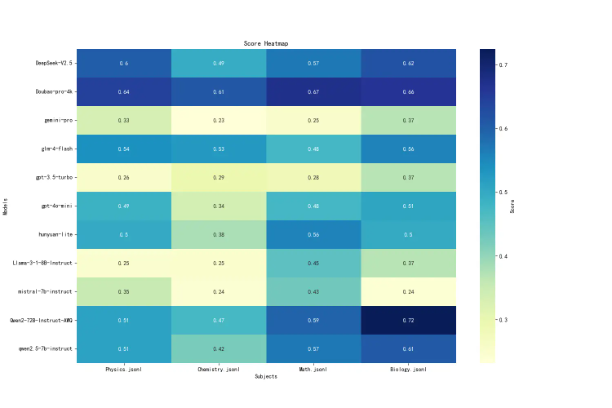 Score Heatmap
DeepSeek-V2.5 0.6 0.49 0.57 0.62
Doubao-pro-4k 0.64 0.61 0.67 0.66
gemini-pro 0.33 0.23 0.25 0.37
glm-4-flash 0.54 0.52 0.48 0.56
gpt-3.5-turbo 0.26 0.29 0.28 0.37
gpt-4o-mini 0.49 0.34 0.48 0.51
hunyuan-lite 0.5 0.38 0.56 0.5
Llama-3-1-8B-Instruct 0.25 0.25 0.45 0.37
mistral-7b-instruct 0.35 0.24 0.43 0.24
Qwen2-72B-Instruct-AWQ 0.51 0.47 0.59 0.72
qwen2.5-7b-instruct 0.51 0.42 0.57 0.61
Physics.jsonl Chemistry.jsonl Math.jsonl Biology.jsonl
Subjects
Models
0.7
0.6
0.5
0.4
0.3
Score